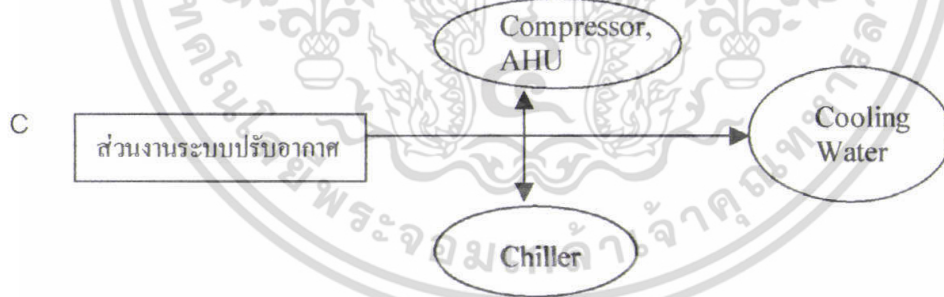 Compressor,
AHU
C
ส่วนงานระบบปรับอากาศ
Cooling
Water
Chiller